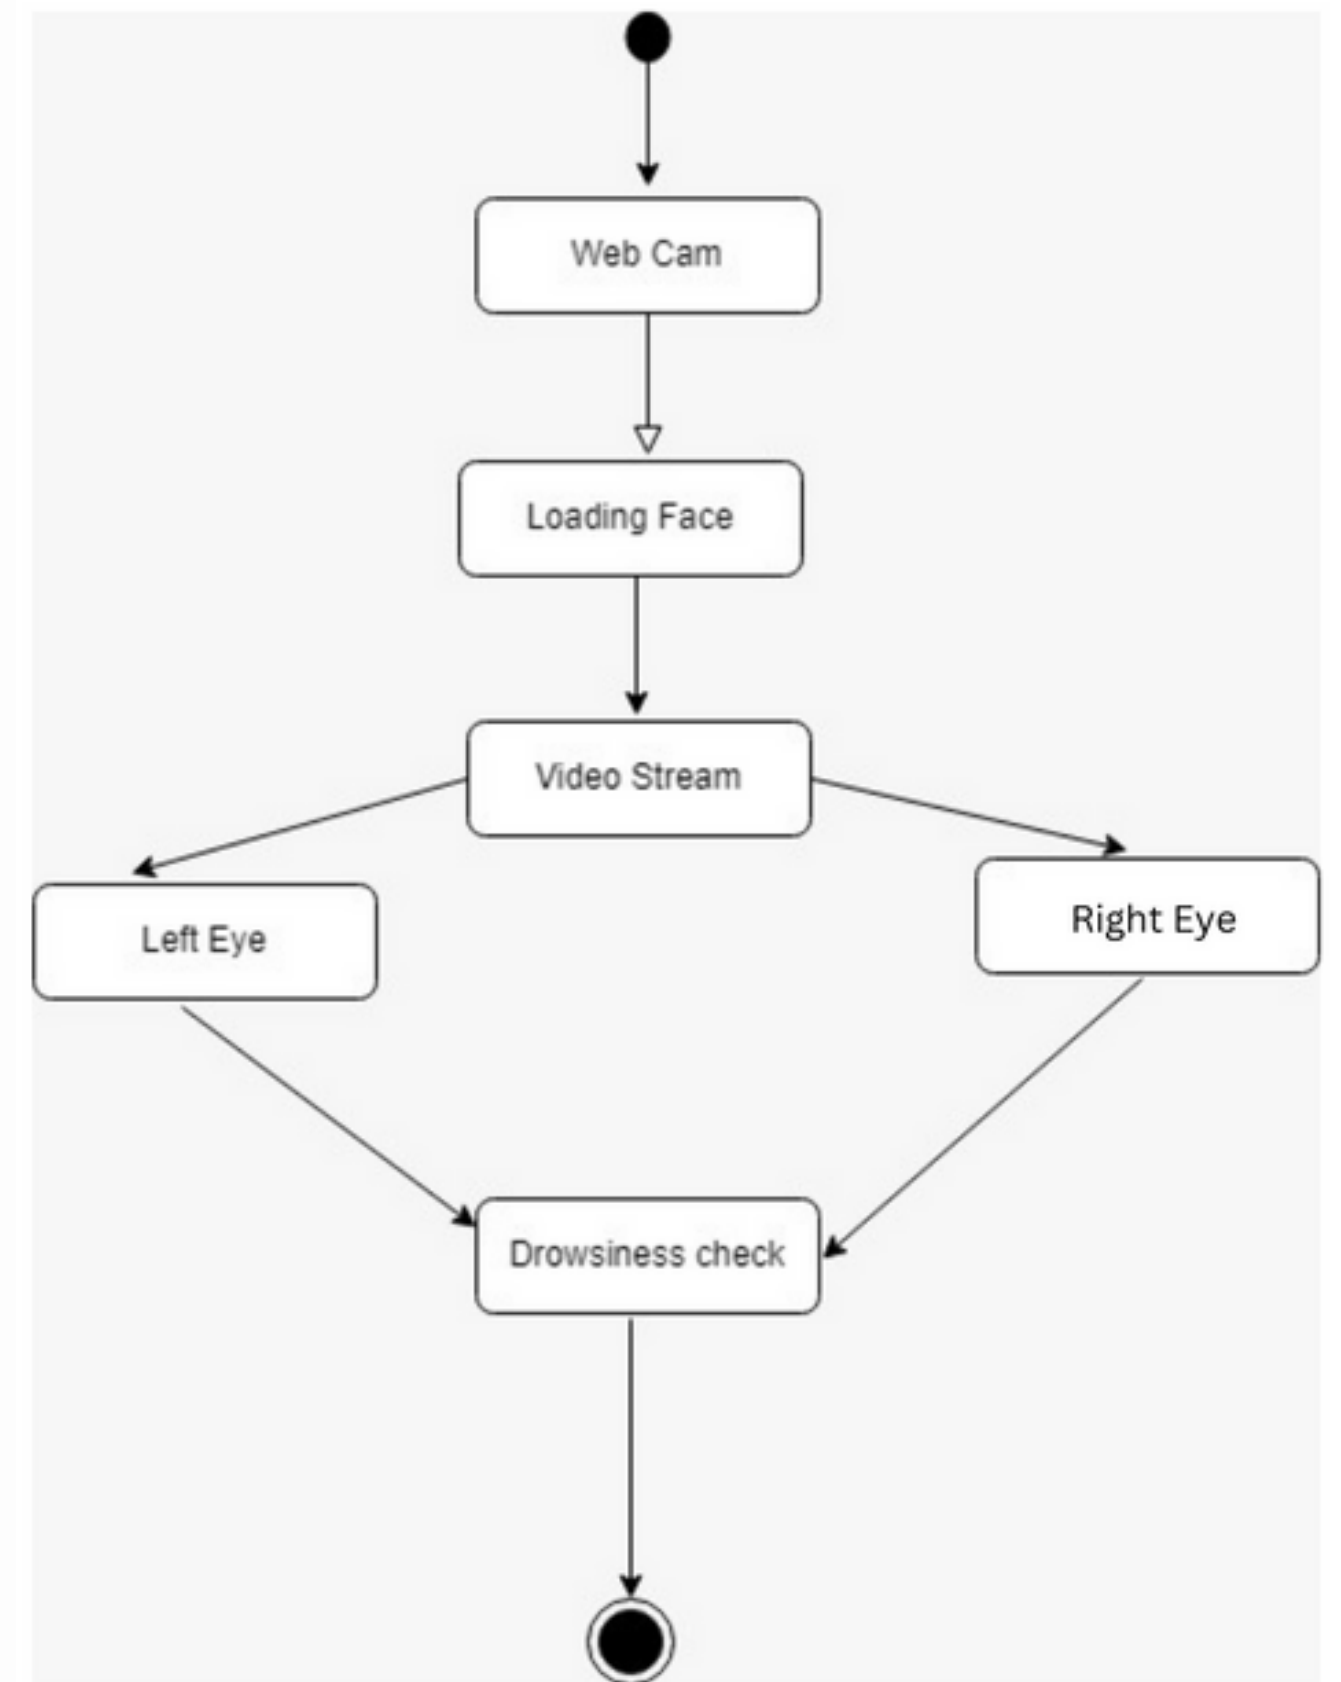 Web Cam
Loading Face
Video Stream
Left Eye
Right Eye
Drowsiness check